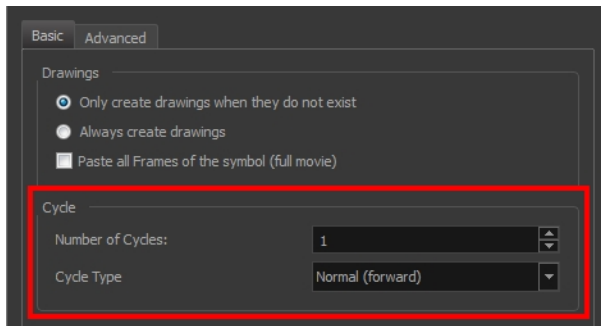 Basic Advanced
Drawings
Only create drawings when they do not exist
Always create drawings
Paste all Frames of the symbol (full movie)
Cycle
Number of Cycles: 1
Cycle Type Normal (forward)